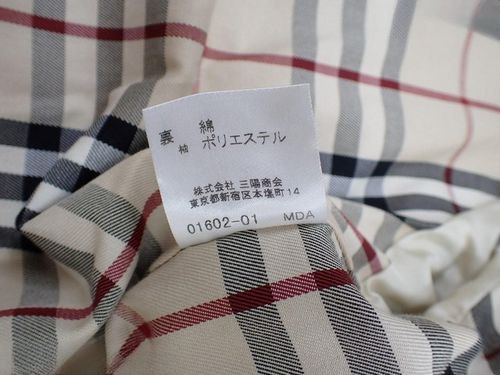 裏 綿
袖 ポリエステル
株式会社 三陽商会
東京都新宿区本塩町14
01602-01 MDA